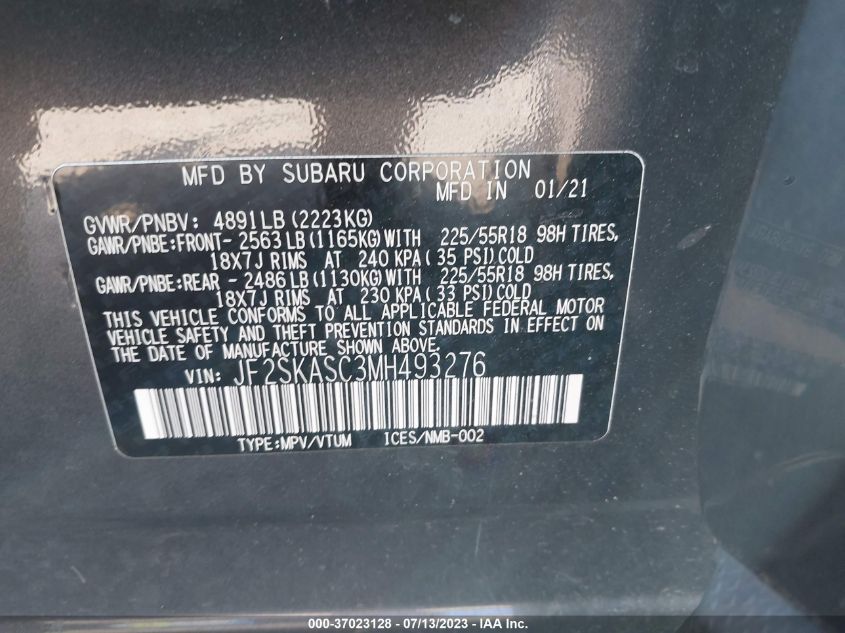 MFD BY SUBARU CORPORATION
MFD IN 01/21
GVWR/PNBV: 4891LB (2223KG)
GAWR/PNBE:FRONT- 2563LB(1165KG)WITH 225/55R18 98H TIRES,
18X7J RIMS AT 240 KPA( 35 PSI)COLD
GAWR/PNBE:REAR - 2486LB(1130KG)WITH 225/55R18 98H TIRES,
18X7J RIMS AT 230 KPA( 33 PSI)COLD
THIS VEHICLE CONFORMS TO ALL APPLICABLE FEDERAL MOTOR
VEHICLE SAFETY AND THEFT PREVENTION STANDARDS IN EFFECT ON
THE DATE OF MANUFACTURE SHOWN ABOVE.
VIN: JF2SKASC3MH493276
TYPE:MPV/VTUM ICES/NMB-002
000-37023128 - 07/13/2023 - IAA Inc.